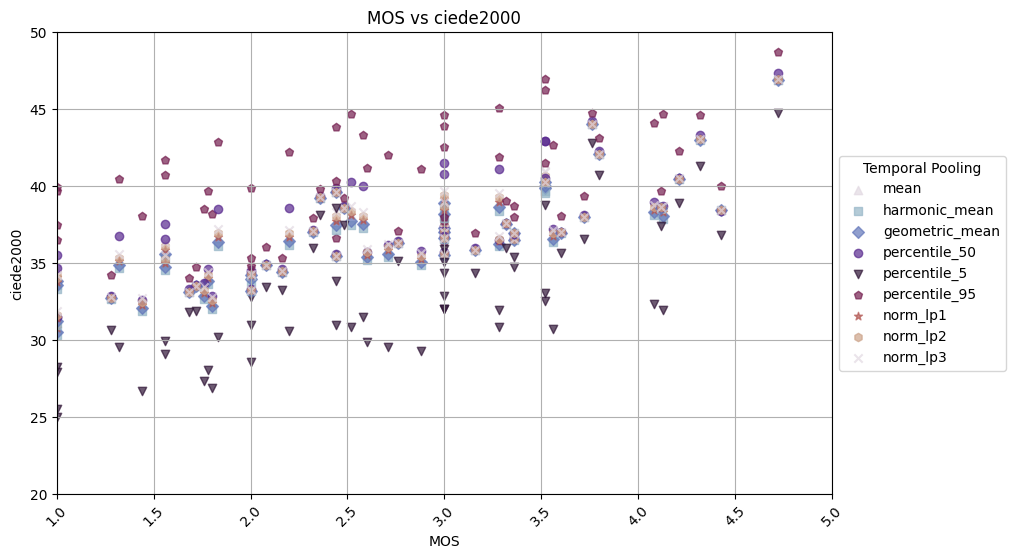 MOS vs ciede2000
50
45
40
35
30
25
20
ciede2000
1.0
1.5
2.0
2.5
3.0
3.5
4.0
4.5
5.0
MOS
Temporal Pooling
mean
harmonic_mean
geometric_mean
percentile_50
percentile_5
percentile_95
norm_lp1
norm_lp2
norm_lp3